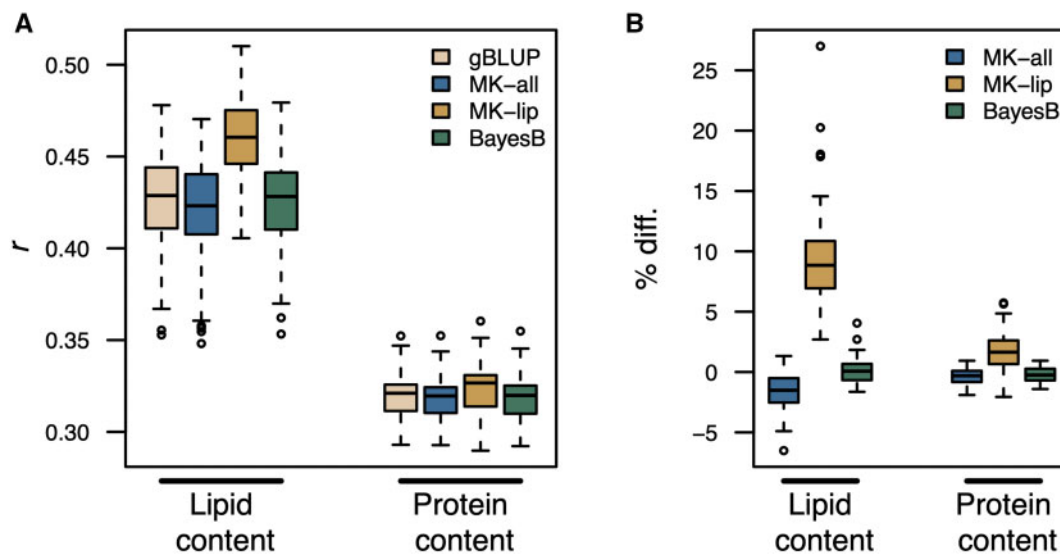 A
r
0.50
0.45
0.40
0.35
0.30
gBLUP
MK-all
MK-lip
BayesB
Lipid
content
Protein
content
B
% diff.
25
20
15
10
5
0
−5
MK-all
MK-lip
BayesB
Lipid
content
Protein
content